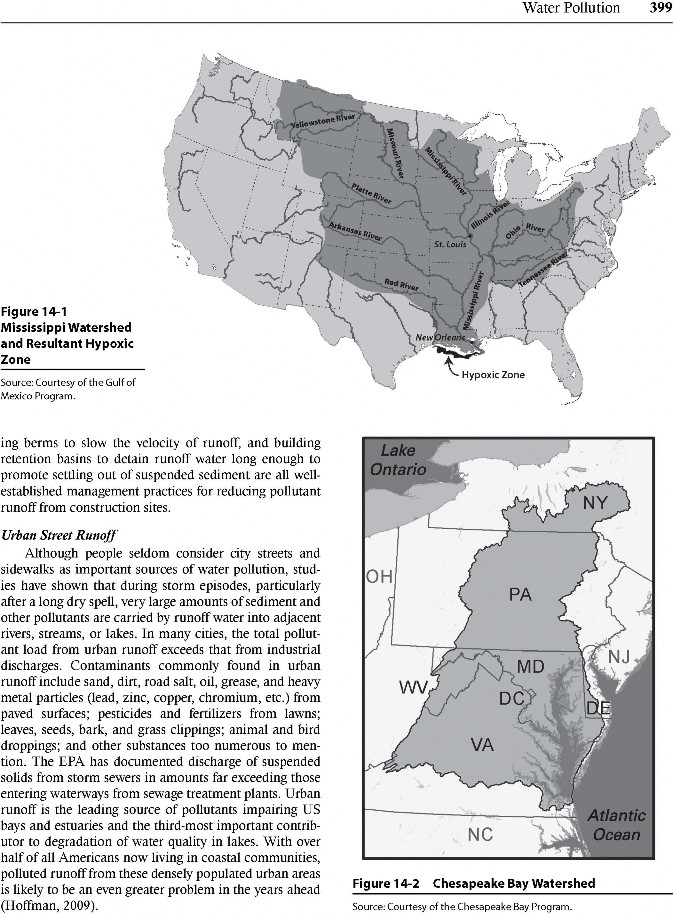 Water Pollution 399
Yellowstone River
Missouri River
Mississippi River
Platte River
Illinois River
Ohio River
Arkansas River
St. Louis
Tennessee River
Red River
Mississippi River
New Orleans
Hypoxic Zone
Figure 14-1
Mississippi Watershed
and Resultant Hypoxic
Zone
Source: Courtesy of the Gulf of
Mexico Program.
ing berms to slow the velocity of runoff, and building
retention basins to detain runoff water long enough to
promote settling out of suspended sediment are all well-
established management practices for reducing pollutant
runoff from construction sites.
Urban Street Runoff
Although people seldom consider city streets and
sidewalks as important sources of water pollution, stud-
ies have shown that during storm episodes, particularly
after a long dry spell, very large amounts of sediment and
other pollutants are carried by runoff water into adjacent
rivers, streams, or lakes. In many cities, the total pollut-
ant load from urban runoff exceeds that from industrial
discharges. Contaminants commonly found in urban
runoff include sand, dirt, road salt, oil, grease, and heavy
metal particles (lead, zinc, copper, chromium, etc.) from
paved surfaces; pesticides and fertilizers from lawns;
leaves, seeds, bark, and grass clippings; animal and bird
droppings; and other substances too numerous to men-
tion. The EPA has documented discharge of suspended
solids from storm sewers in amounts far exceeding those
entering waterways from sewage treatment plants. Urban
runoff is the leading source of pollutants impairing US
bays and estuaries and the third-most important contrib-
utor to degradation of water quality in lakes. With over
half of all Americans now living in coastal communities,
polluted runoff from these densely populated urban areas
is likely to be an even greater problem in the years ahead
(Hoffman, 2009).
Lake
Ontario
NY
OH
PA
NJ
MD
WV
DC
DE
VA
Atlantic
Ocean
NC
Figure 14-2 Chesapeake Bay Watershed
Source: Courtesy of the Chesapeake Bay Program.